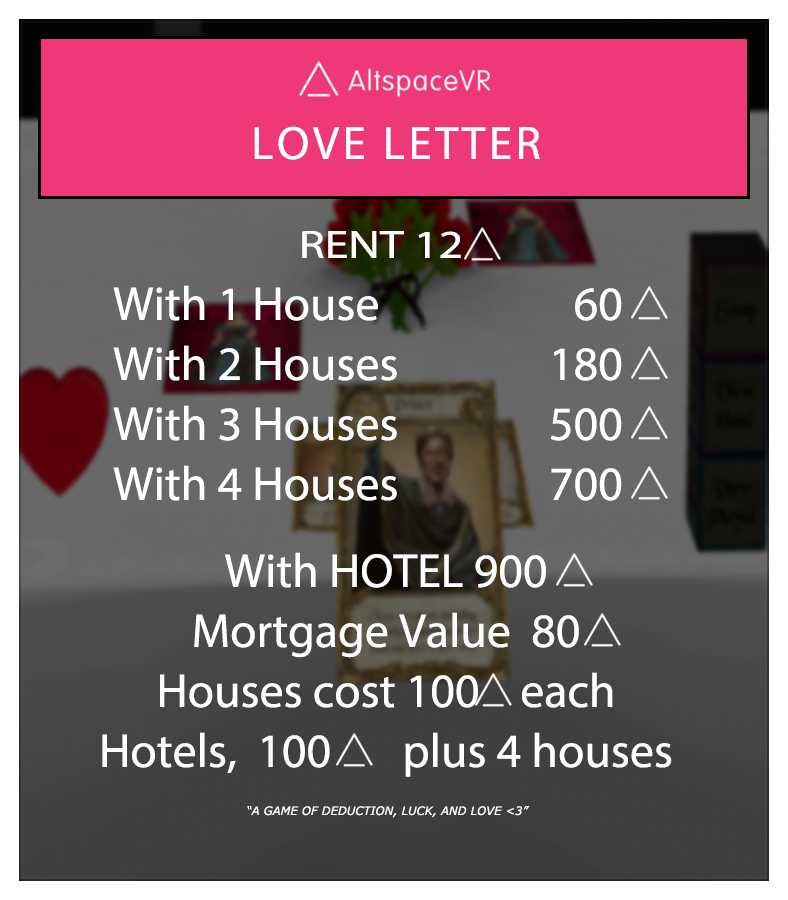 AltspaceVR
LOVE LETTER
RENT 12△
With 1 House 60 △
With 2 Houses 180 △
With 3 Houses 500 △
With 4 Houses 700 △
With HOTEL 900 △
Mortgage Value 80△
Houses cost 100△ each
Hotels, 100△ plus 4 houses
"A GAME OF DEDUCTION, LUCK, AND LOVE <3"